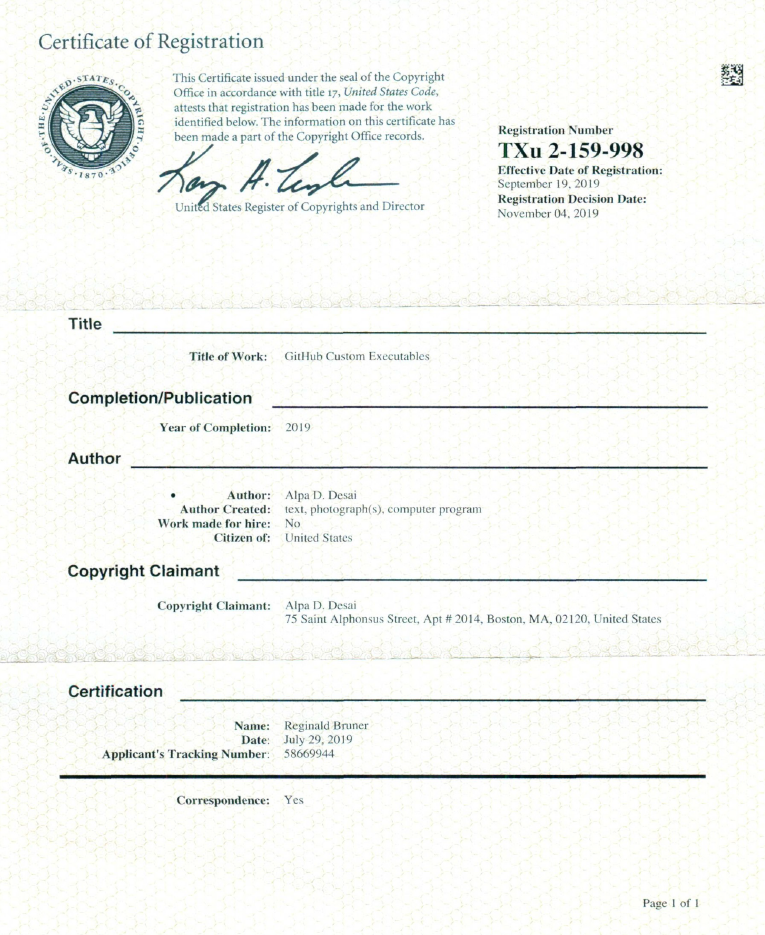 Certificate of Registration
This Certificate issued under the seal of the Copyright
Office in accordance with title 17, United States Code,
attests that registration has been made for the work
identified below. The information on this certificate has
been made a part of the Copyright Office records.
United States Register of Copyrights and Director
·SEAL·OF·THE·UNITED·STATES·COPYRIGHT·OFFICE·
·1870·
Registration Number
TXu 2-159-998
Effective Date of Registration:
September 19, 2019
Registration Decision Date:
November 04, 2019
Title
Title of Work: GitHub Custom Executables
Completion/Publication
Year of Completion: 2019
Author
• Author: Alpa D. Desai
Author Created: text, photograph(s), computer program
Work made for hire: No
Citizen of: United States
Copyright Claimant
Copyright Claimant: Alpa D. Desai
75 Saint Alphonsus Street, Apt # 2014, Boston, MA, 02120, United States
Certification
Name: Reginald Bruner
Date: July 29, 2019
Applicant's Tracking Number: 58669944
Correspondence: Yes
Page 1 of 1